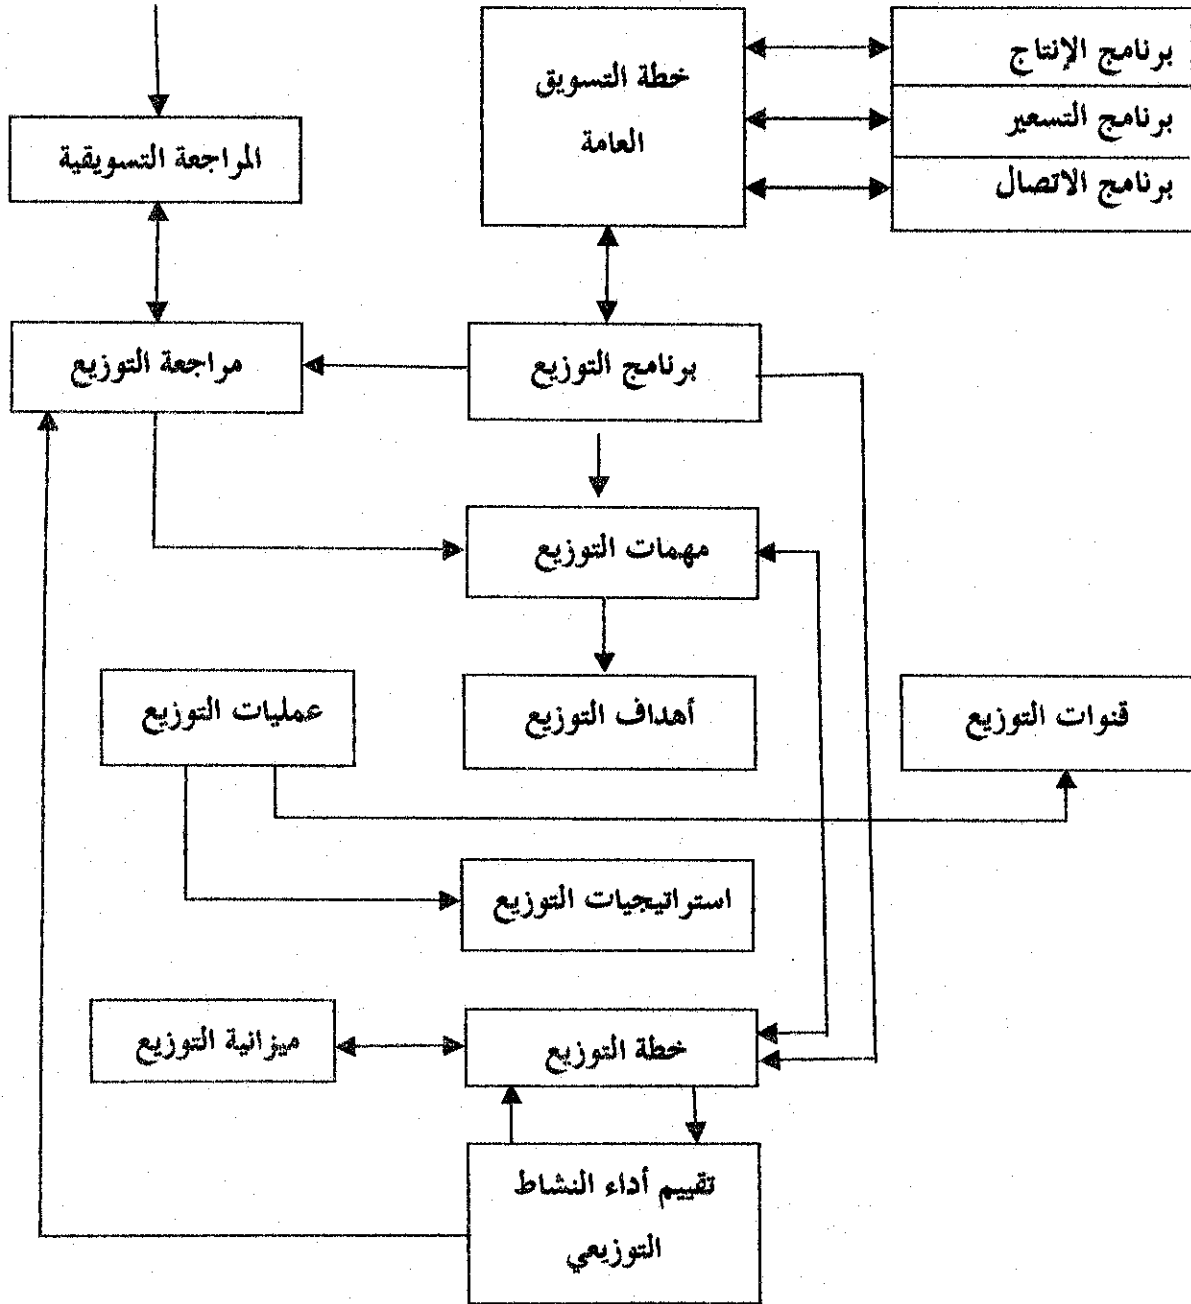 خطة التسويق
العامة
برنامج الإنتاج
برنامج التسعير
برنامج الاتصال
المراجعة التسويقية
برنامج التوزيع
مراجعة التوزيع
مهمات التوزيع
قنوات التوزيع
أهداف التوزيع
عمليات التوزيع
استراتيجيات التوزيع
خطة التوزيع
ميزانية التوزيع
تقييم أداء النشاط
التوزيعي